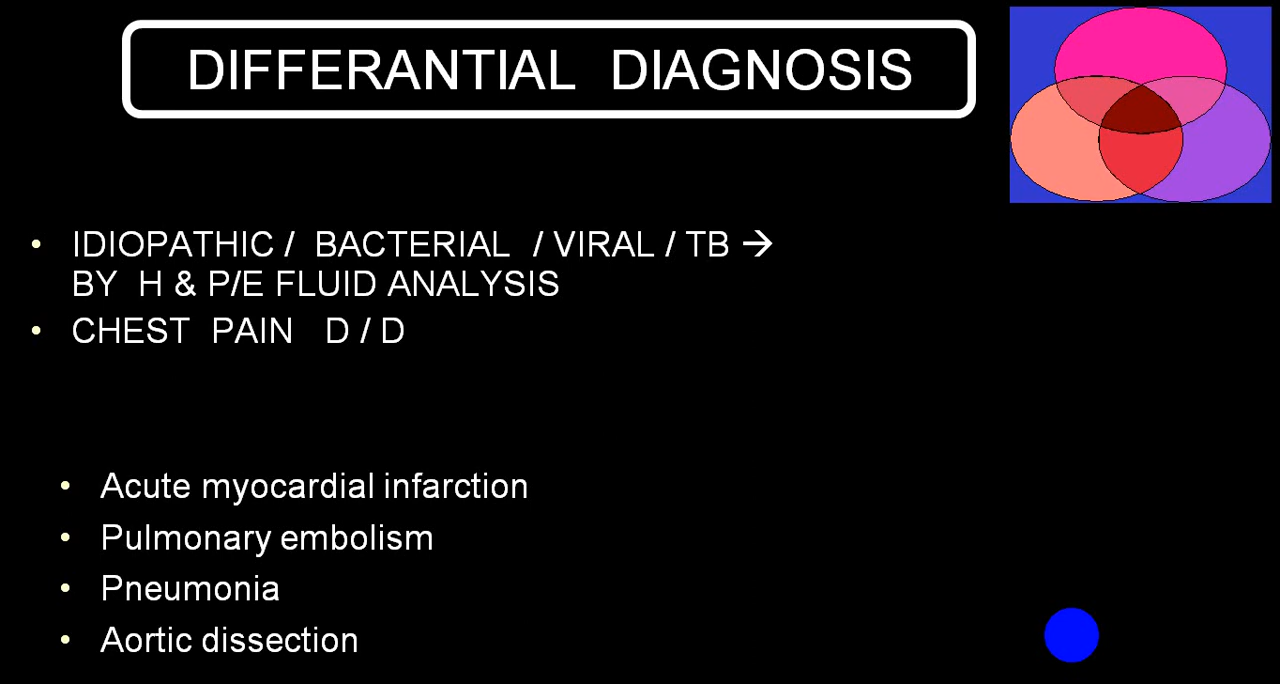 DIFFERANTIAL DIAGNOSIS
• IDIOPATHIC / BACTERIAL / VIRAL / TB →
BY H & P/E FLUID ANALYSIS
• CHEST PAIN D / D
• Acute myocardial infarction
• Pulmonary embolism
• Pneumonia
• Aortic dissection